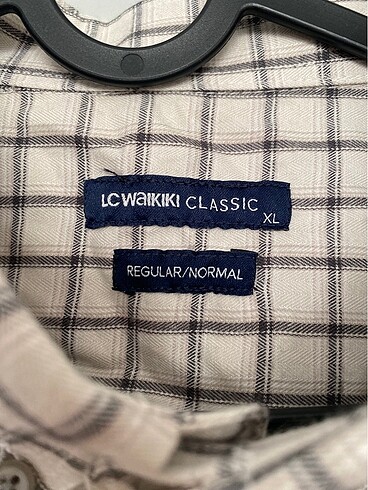 LC WAIKIKI CLASSIC
XL
REGULAR/NORMAL